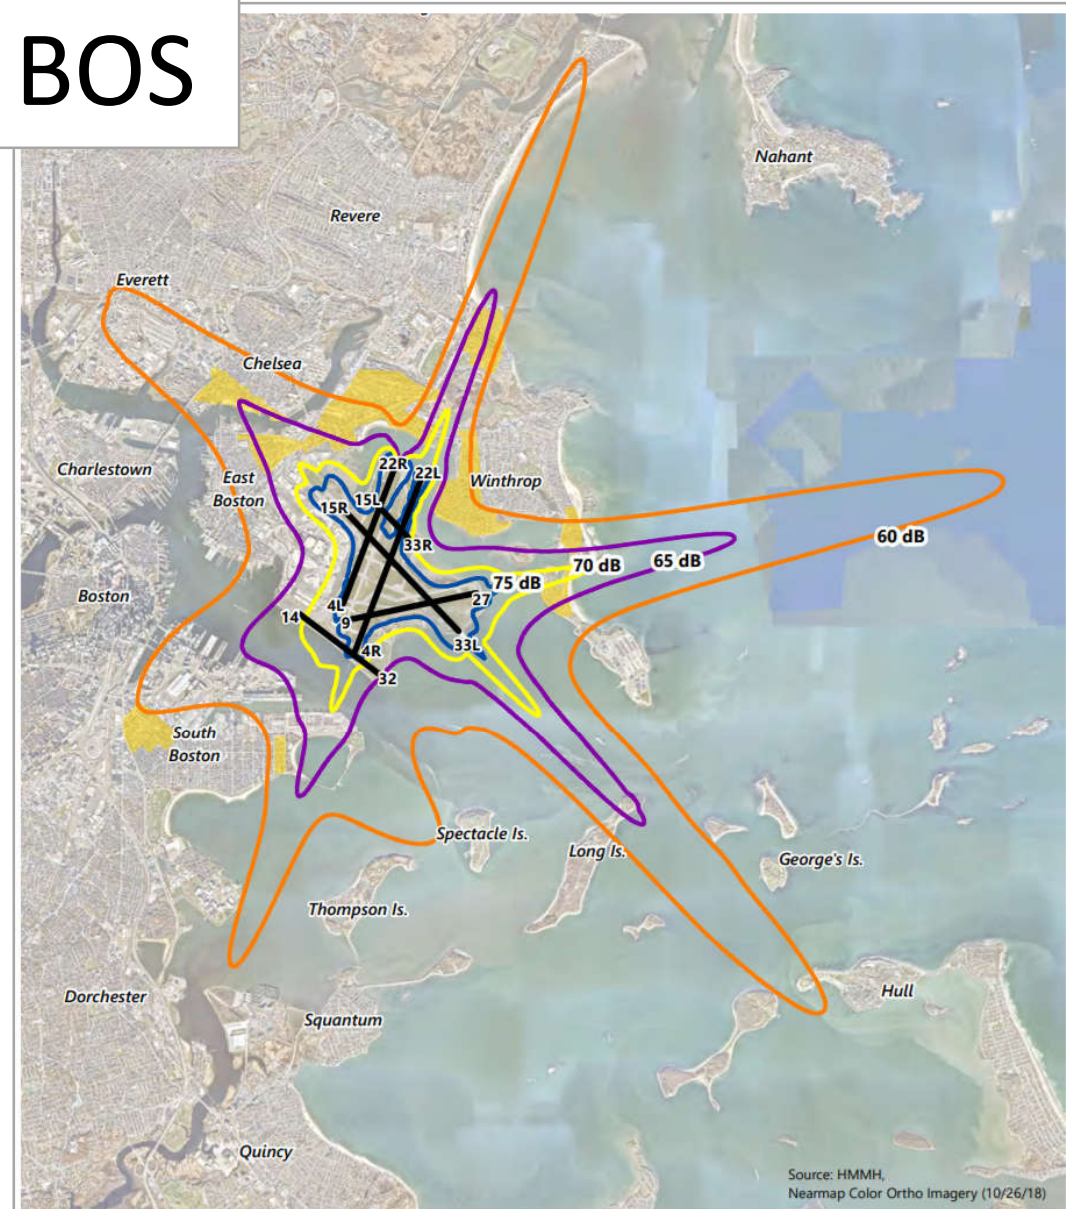 BOS
Nahant
Revere
Everett
Chelsea
Charlestown
East
Boston
Winthrop
22R
22L
15R
15L
33R
60 dB
65 dB
70 dB
75 dB
27
Boston
14
4L
9
4R
33L
32
South
Boston
Spectacle Is.
Long Is.
George's Is.
Thompson Is.
Dorchester
Squantum
Hull
Quincy
Source: HMMH,
Nearmap Color Ortho Imagery (10/26/18)